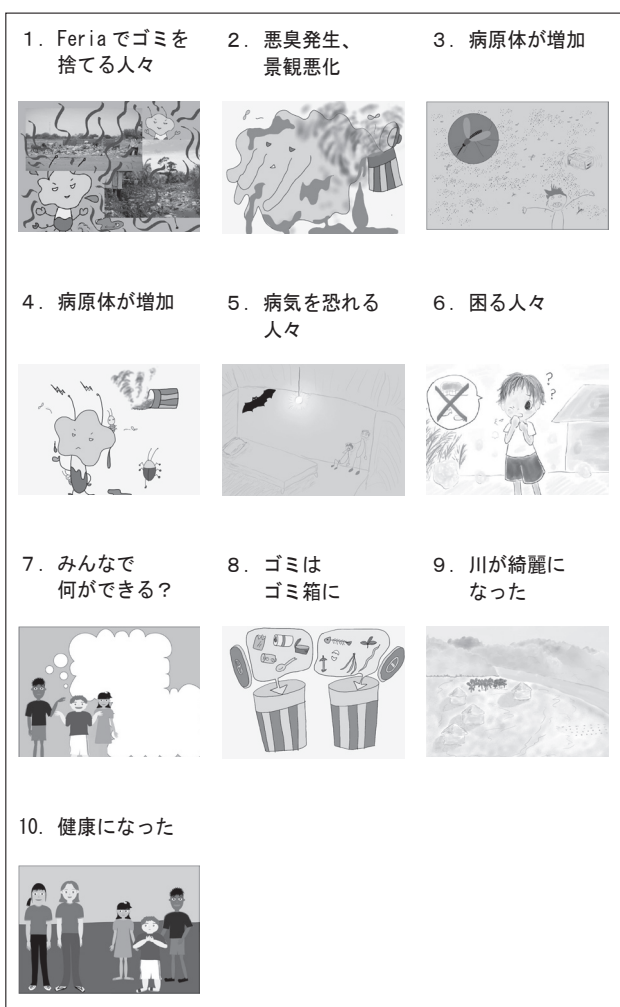 1. Feriaでゴミを
捨てる人々
2. 悪臭発生、
景観悪化
3. 病原体が増加
4. 病原体が増加
5. 病気を恐れる
人々
6. 困る人々
??
7. みんなで
何ができる？
8. ゴミは
ゴミ箱に
9. 川が綺麗に
なった
10. 健康になった